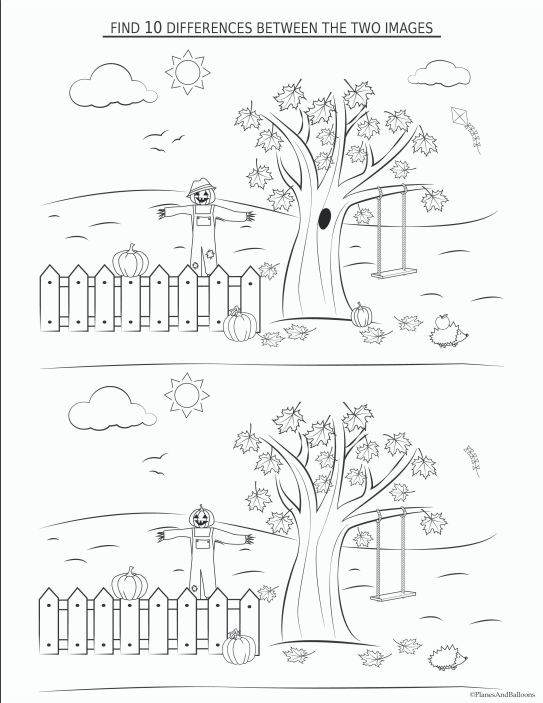 FIND 10 DIFFERENCES BETWEEN THE TWO IMAGES
©PlanesAndBalloons